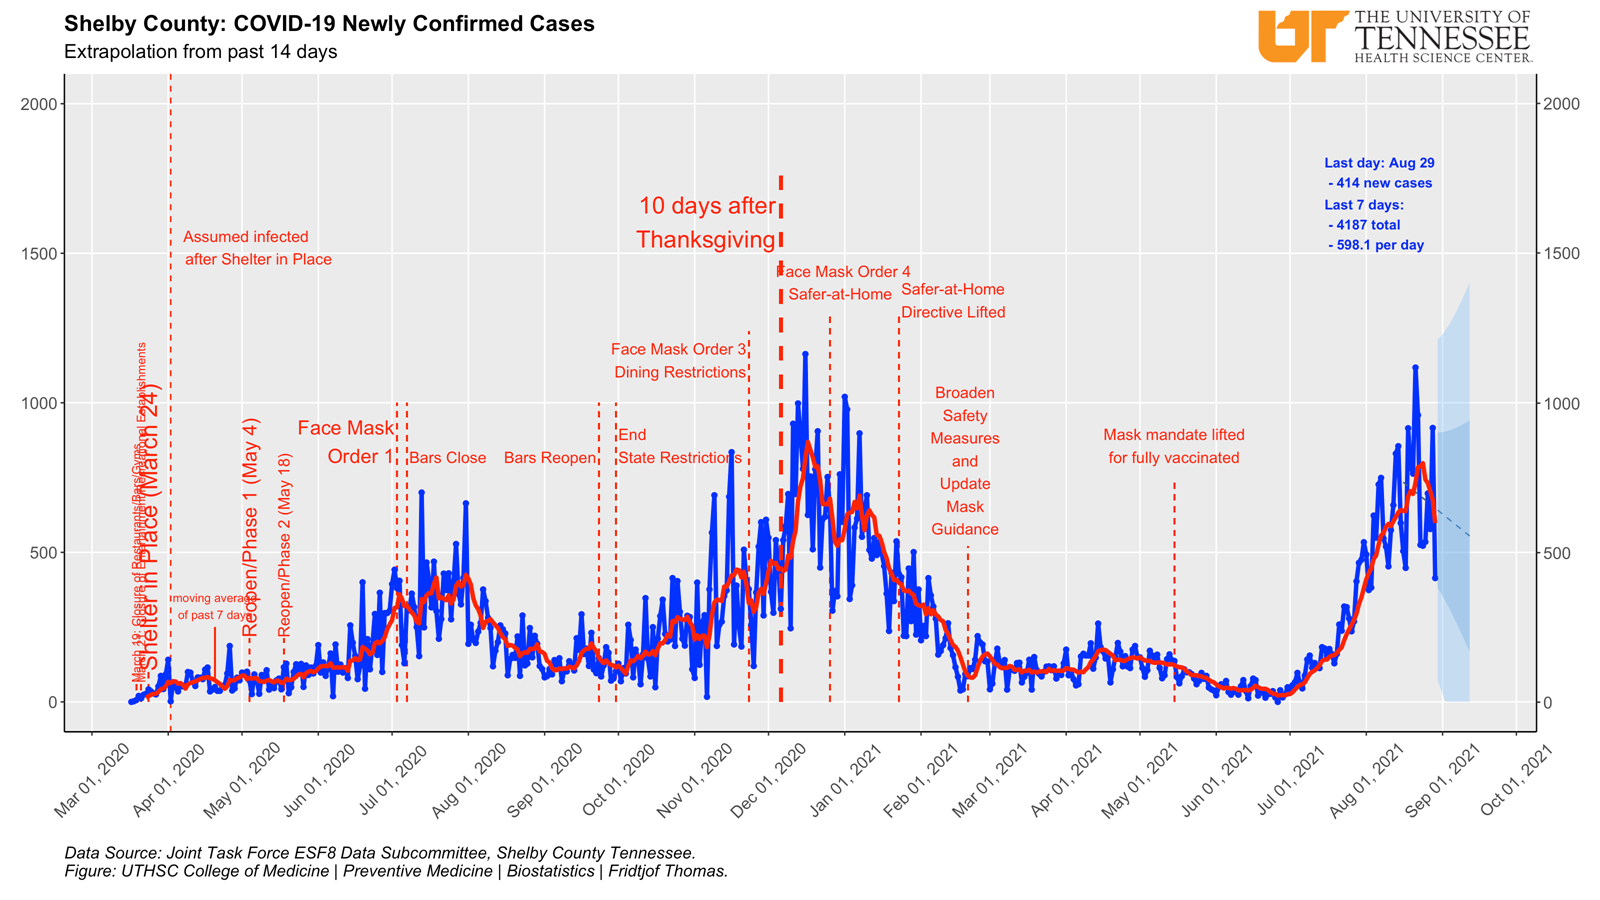 Shelby County: COVID-19 Newly Confirmed Cases
Extrapolation from past 14 days
THE UNIVERSITY OF
TENNESSEE
HEALTH SCIENCE CENTER.
2000
1500
1000
500
0
2000
1500
1000
500
0
Last day: Aug 29
- 414 new cases
Last 7 days:
- 4187 total
- 598.1 per day
10 days after
Thanksgiving
Assumed infected
after Shelter in Place
Face Mask Order 4
Safer-at-Home
Safer-at-Home
Directive Lifted
Face Mask Order 3
Dining Restrictions
March 19: Closure of Restaurants/Bars/Gyms
Shelter in Place (March 24)
Reopen/Phase 1 (May 4)
Reopen/Phase 2 (May 18)
moving average
of past 7 days
Face Mask
Order 1
Bars Close
Bars Reopen
End
State Restrictions
Broaden
Safety
Measures
and
Update
Mask
Guidance
Mask mandate lifted
for fully vaccinated
Mar 01, 2020
Apr 01, 2020
May 01, 2020
Jun 01, 2020
Jul 01, 2020
Aug 01, 2020
Sep 01, 2020
Oct 01, 2020
Nov 01, 2020
Dec 01, 2020
Jan 01, 2021
Feb 01, 2021
Mar 01, 2021
Apr 01, 2021
May 01, 2021
Jun 01, 2021
Jul 01, 2021
Aug 01, 2021
Sep 01, 2021
Oct 01, 2021
Data Source: Joint Task Force ESF8 Data Subcommittee, Shelby County Tennessee.
Figure: UTHSC College of Medicine | Preventive Medicine | Biostatistics | Fridtjof Thomas.